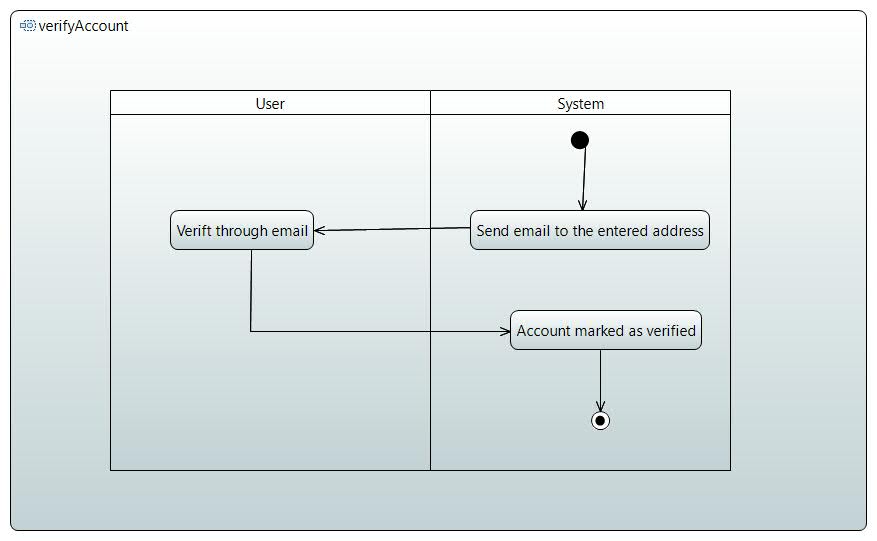 verifyAccount
User
System
Verift through email
Send email to the entered address
Account marked as verified